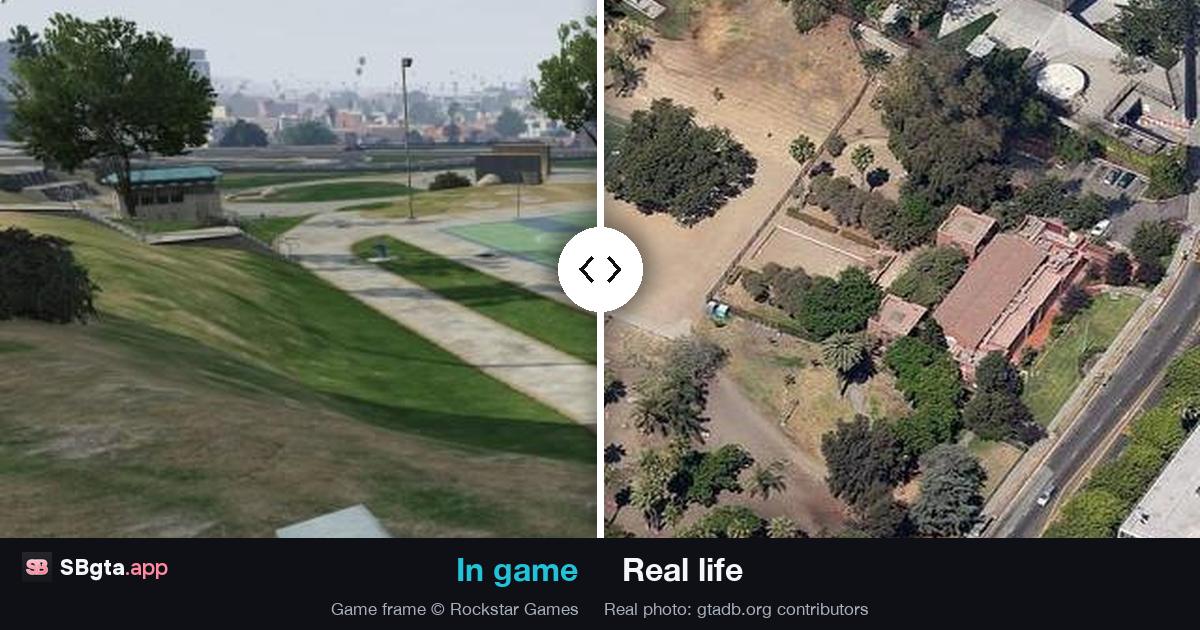 SB SBgta.app
In game
Real life
Game frame © Rockstar Games
Real photo: gtadb.org contributors